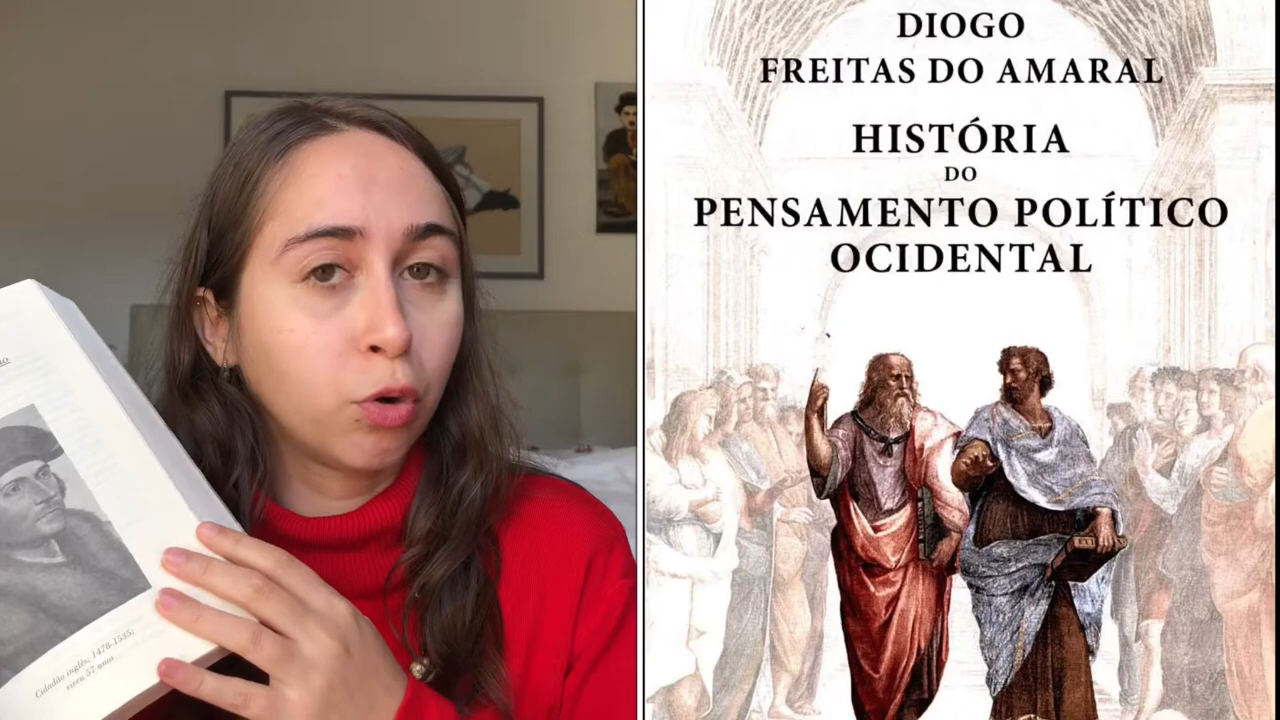 Cidadão inglês; 1478-1535;
viveu 57 anos
DIOGO
FREITAS DO AMARAL
HISTÓRIA
DO
PENSAMENTO POLÍTICO
OCIDENTAL